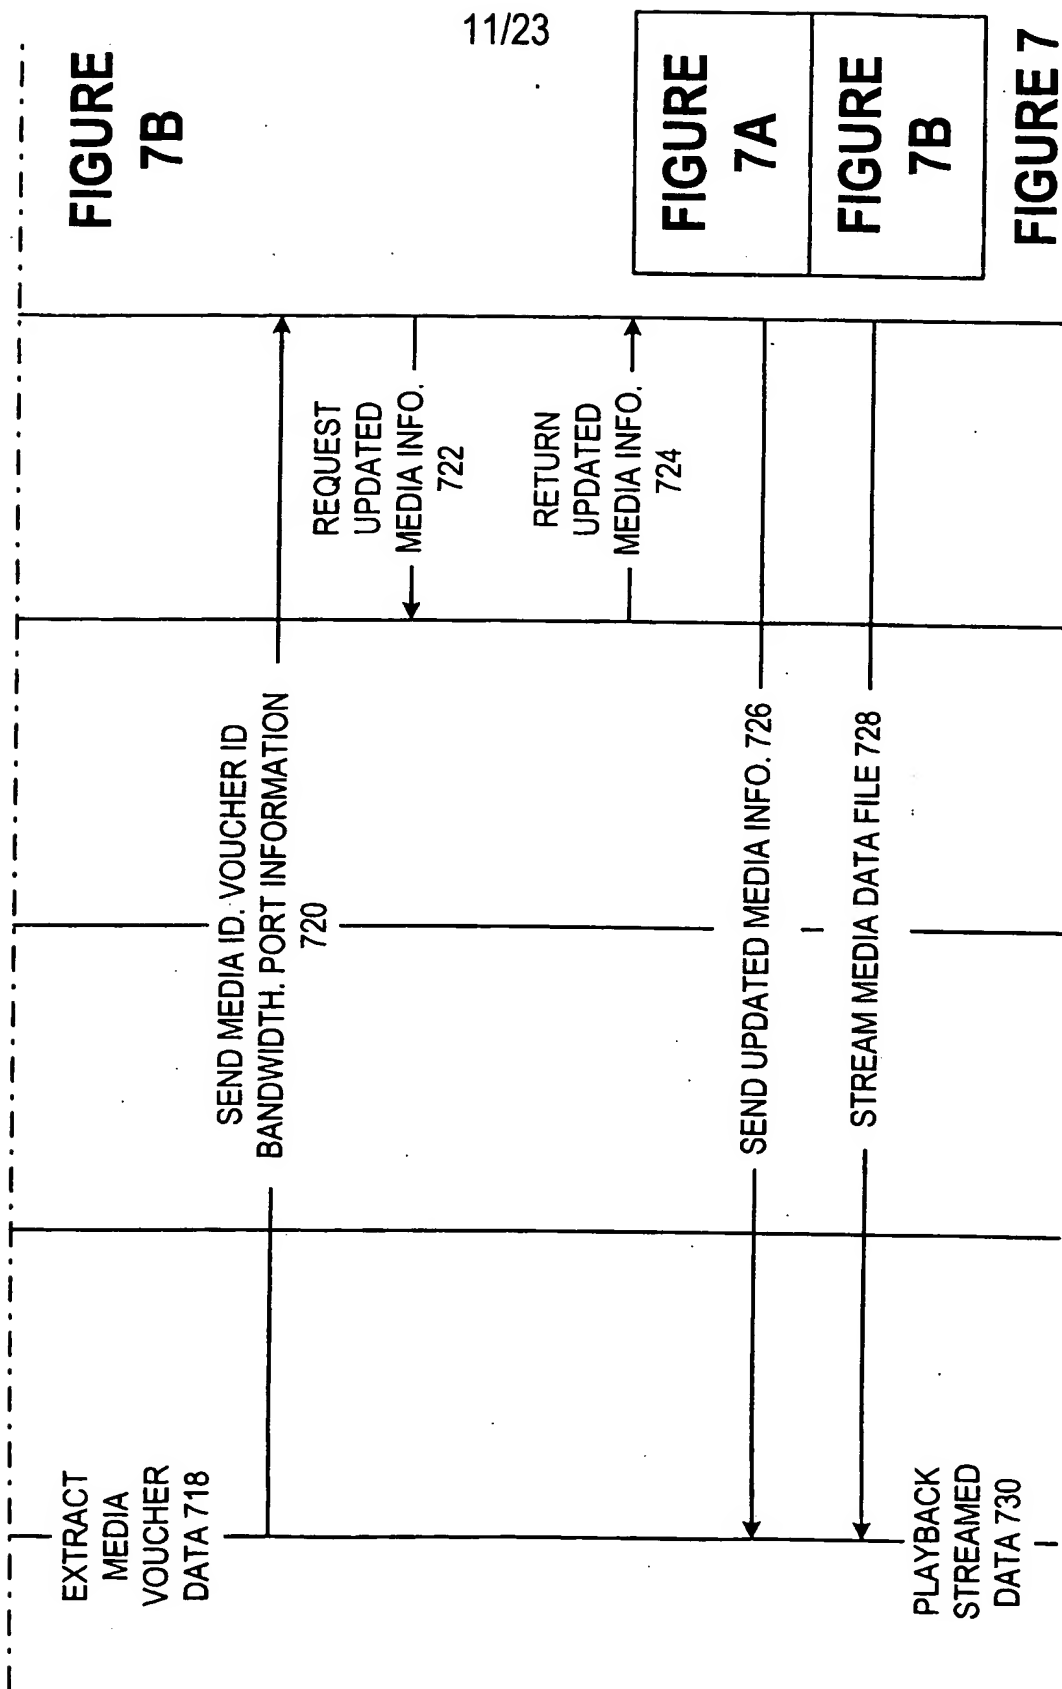 11/23
FIGURE
7B
EXTRACT
MEDIA
VOUCHER
DATA 718
SEND MEDIA ID. VOUCHER ID
BANDWIDTH. PORT INFORMATION
720
REQUEST
UPDATED
MEDIA INFO.
722
RETURN
UPDATED
MEDIA INFO.
724
SEND UPDATED MEDIA INFO. 726
STREAM MEDIA DATA FILE 728
PLAYBACK
STREAMED
DATA 730
FIGURE
7A
FIGURE
7B
FIGURE 7